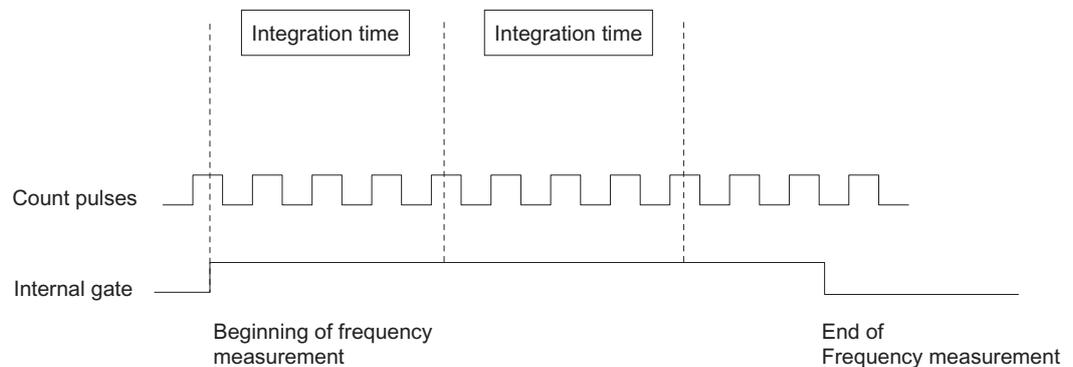 Integration time
Integration time
Count pulses
Internal gate
Beginning of frequency
measurement
End of
Frequency measurement